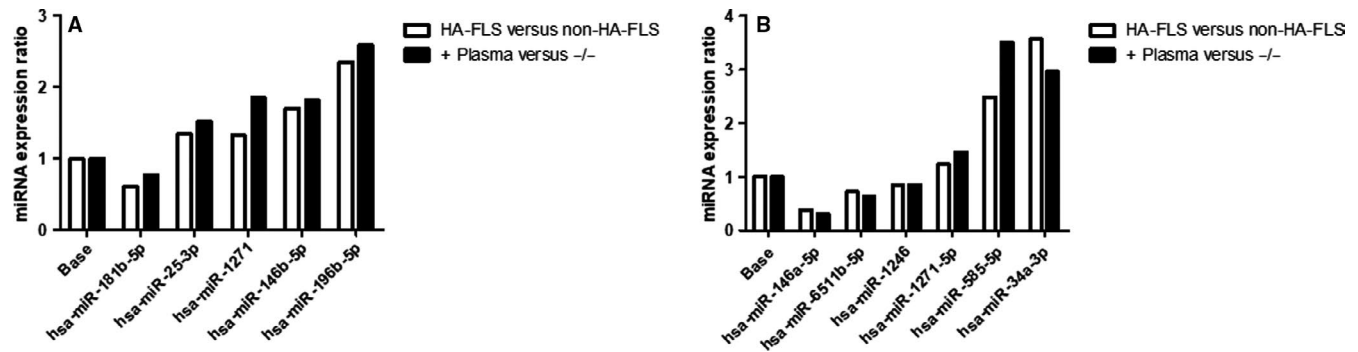 A
HA-FLS versus non-HA-FLS
+ Plasma versus –/–
miRNA expression ratio
3
2
1
0
Base
hsa-miR-181b-5p
hsa-miR-25-3p
hsa-miR-1271
hsa-miR-146b-5p
hsa-miR-196b-5p
B
HA-FLS versus non-HA-FLS
+ Plasma versus –/–
miRNA expression ratio
4
3
2
1
0
Base
hsa-miR-146a-5p
hsa-miR-6511b-5p
hsa-miR-1246
hsa-miR-1271-5p
hsa-miR-585-5p
hsa-miR-34a-3p